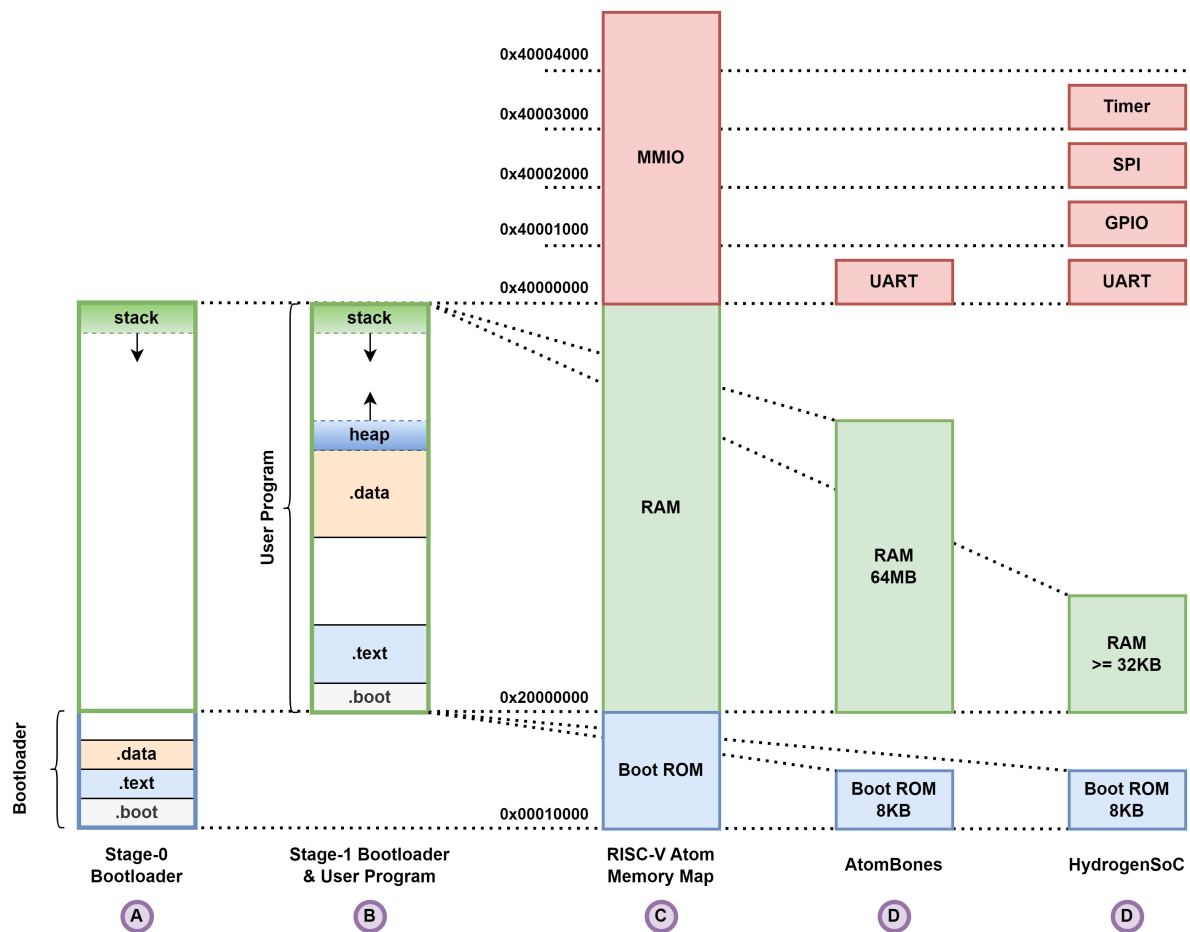 0x40004000
Timer
0x40003000
MMIO
SPI
0x40002000
GPIO
0x40001000
UART
UART
0x40000000
stack
stack
heap
.data
User Program
RAM
RAM
64MB
.text
RAM
>= 32KB
.boot
0x20000000
Bootloader
.data
.text
.boot
Boot ROM
Boot ROM
8KB
Boot ROM
8KB
0x00010000
Stage-0
Bootloader
Stage-1 Bootloader
& User Program
RISC-V Atom
Memory Map
AtomBones
HydrogenSoC
A
B
C
D
D